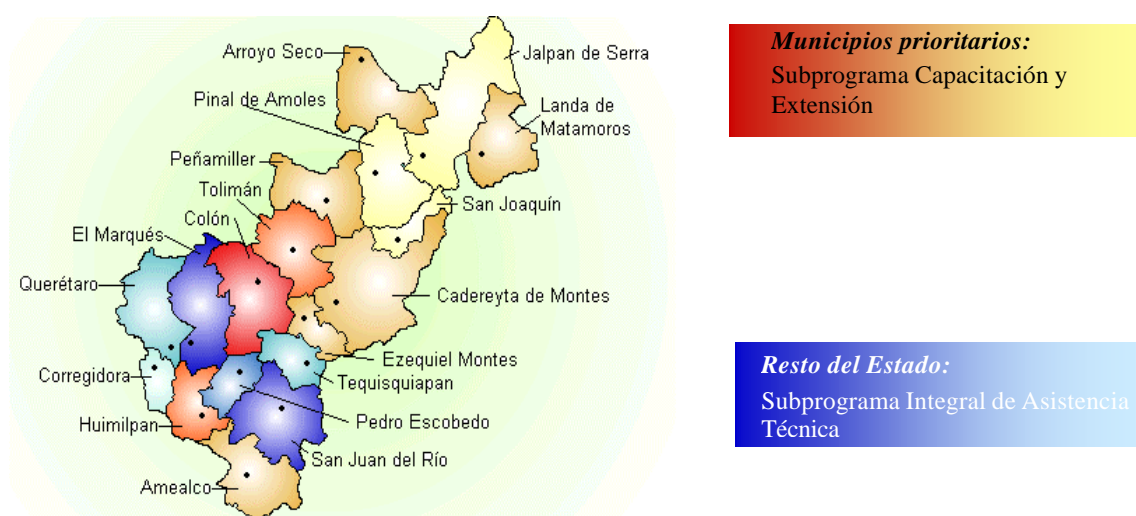 Arroyo Seco
Jalpan de Serra
Pinal de Amoles
Landa de
Matamoros
Peñamiller
Tolimán
San Joaquín
Colón
El Marqués
Querétaro
Cadereyta de Montes
Ezequiel Montes
Corregidora
Tequisquiapan
Huimilpan
Pedro Escobedo
San Juan del Río
Amealco
Municipios prioritarios:
Subprograma Capacitación y
Extensión
Resto del Estado:
Subprograma Integral de Asistencia
Técnica